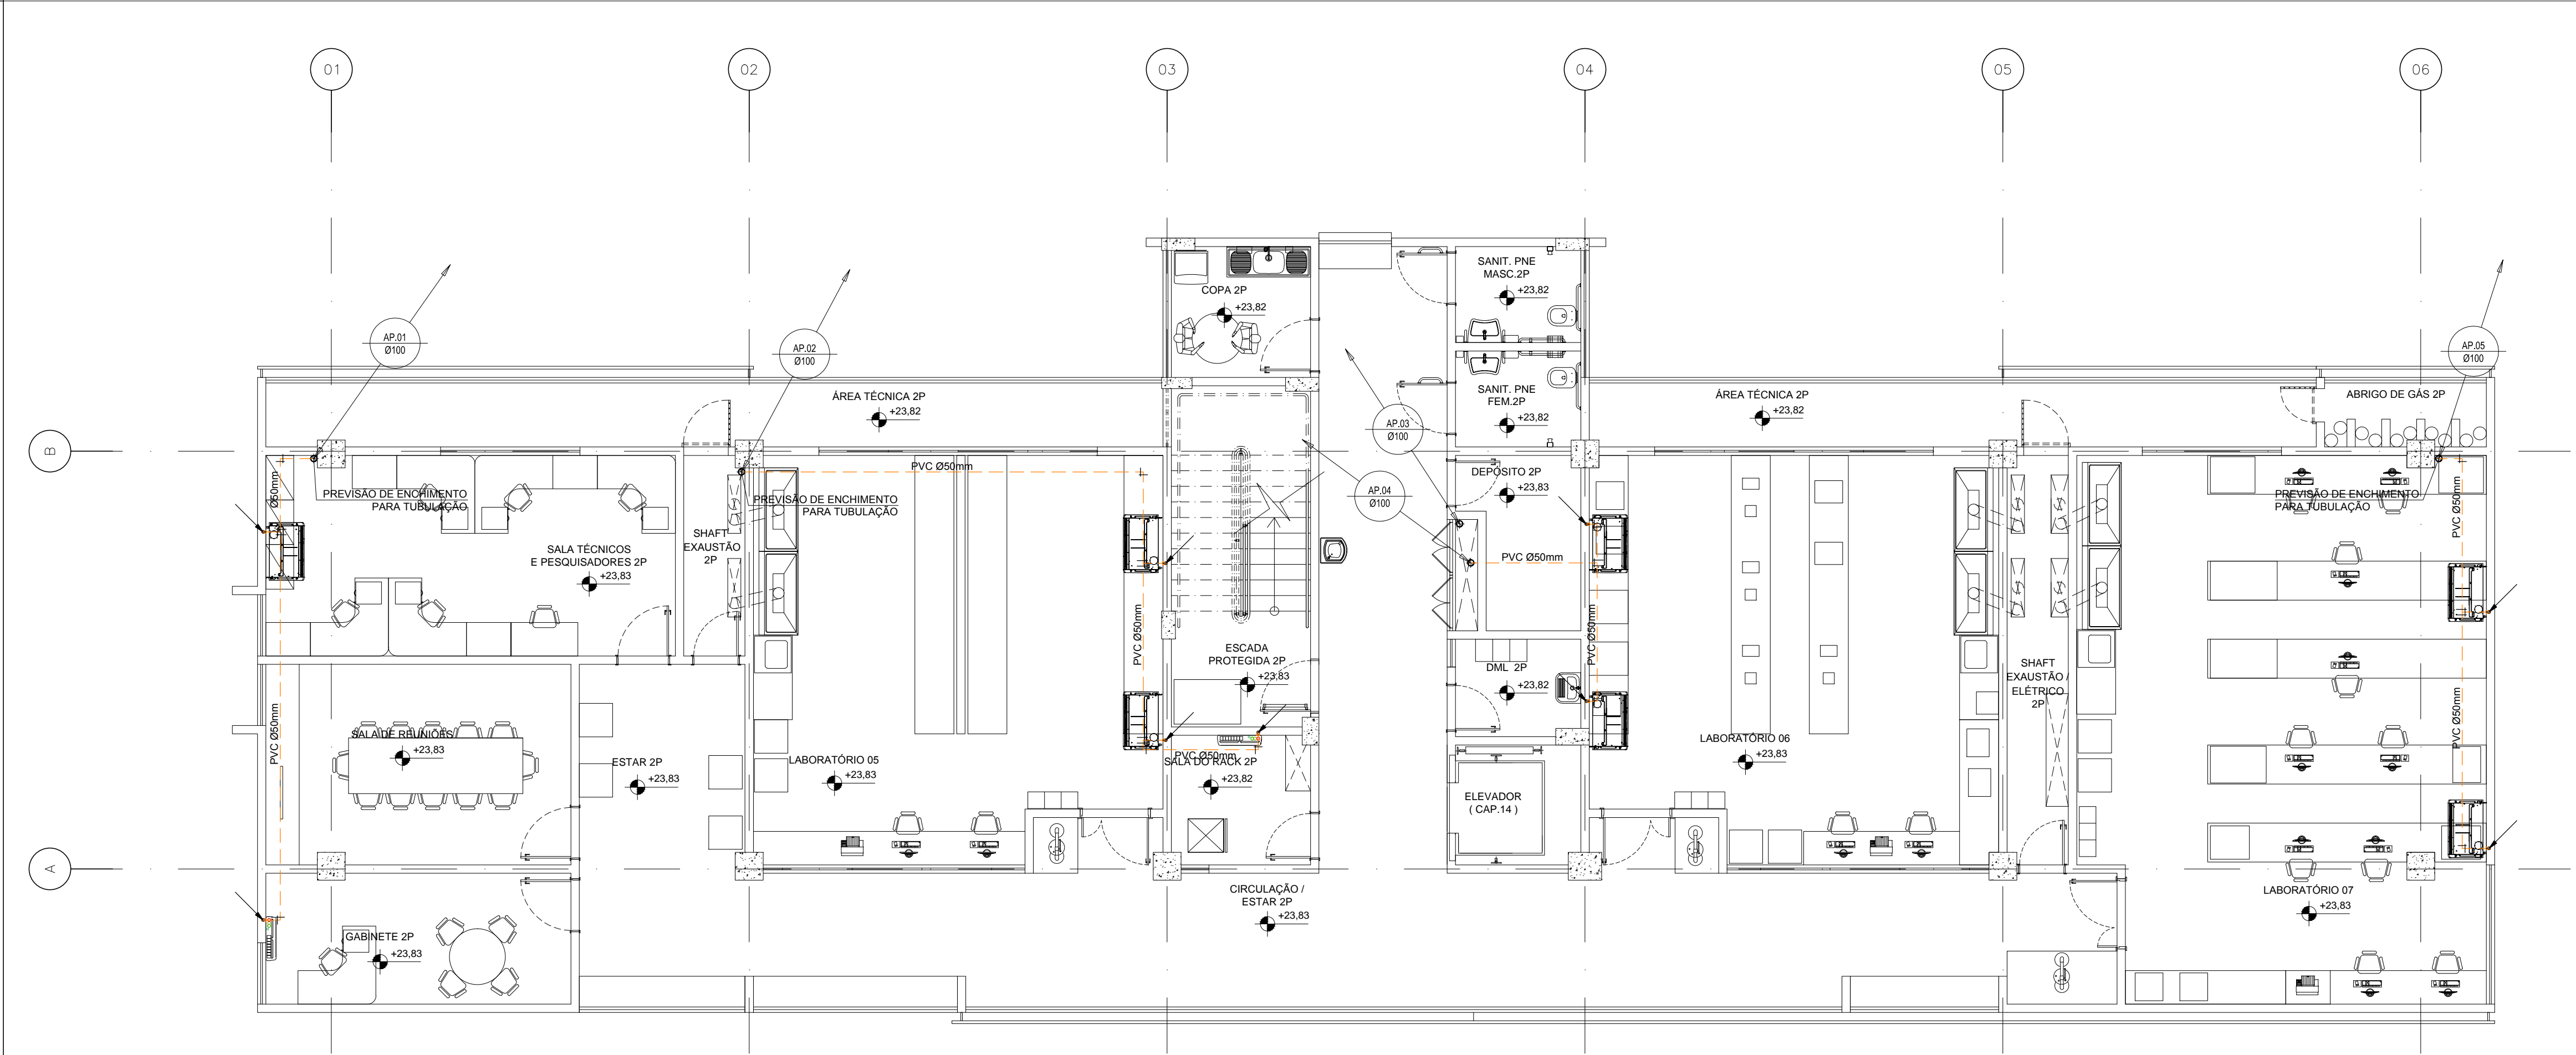 01
02
03
04
05
06
B
A
AP.01
Ø100
AP.02
Ø100
AP.03
Ø100
AP.04
Ø100
AP.05
Ø100
COPA 2P
+23,82
SANIT. PNE
MASC.2P
+23,82
SANIT. PNE
FEM.2P
+23,82
ÁREA TÉCNICA 2P
+23,82
ÁREA TÉCNICA 2P
+23,82
ABRIGO DE GÁS 2P
Ø50mm
PREVISÃO DE ENCHIMENTO
PARA TUBULAÇÃO
SALA TÉCNICOS
E PESQUISADORES 2P
+23,83
SHAFT
EXAUSTÃO
2P
PREVISÃO DE ENCHIMENTO
PARA TUBULAÇÃO
PVC Ø50mm
PVC Ø50mm
DEPÓSITO 2P
+23,83
PVC Ø50mm
PVC Ø50mm
PREVISÃO DE ENCHIMENTO
PARA TUBULAÇÃO
PVC Ø50mm
PVC Ø50mm
ESCADA
PROTEGIDA 2P
+23,83
DML 2P
+23,82
SHAFT
EXAUSTÃO /
ELÉTRICO
2P
PVC Ø50mm
SALA DE REUNIÕES
+23,83
ESTAR 2P
+23,83
LABORATÓRIO 05
+23,83
PVC Ø50mm
SALA DO RACK 2P
+23,82
ELEVADOR
( CAP.14 )
LABORATÓRIO 06
+23,83
GABINETE 2P
+23,83
CIRCULAÇÃO /
ESTAR 2P
+23,83
LABORATÓRIO 07
+23,83